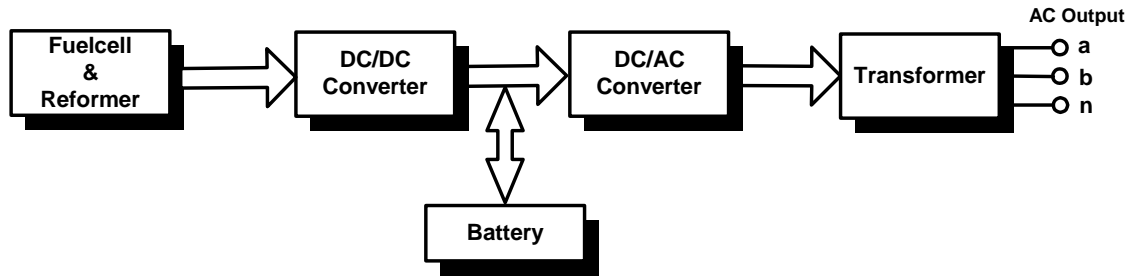 AC Output
Fuelcell
&
Reformer
DC/DC
Converter
DC/AC
Converter
Transformer
a
b
n
Battery